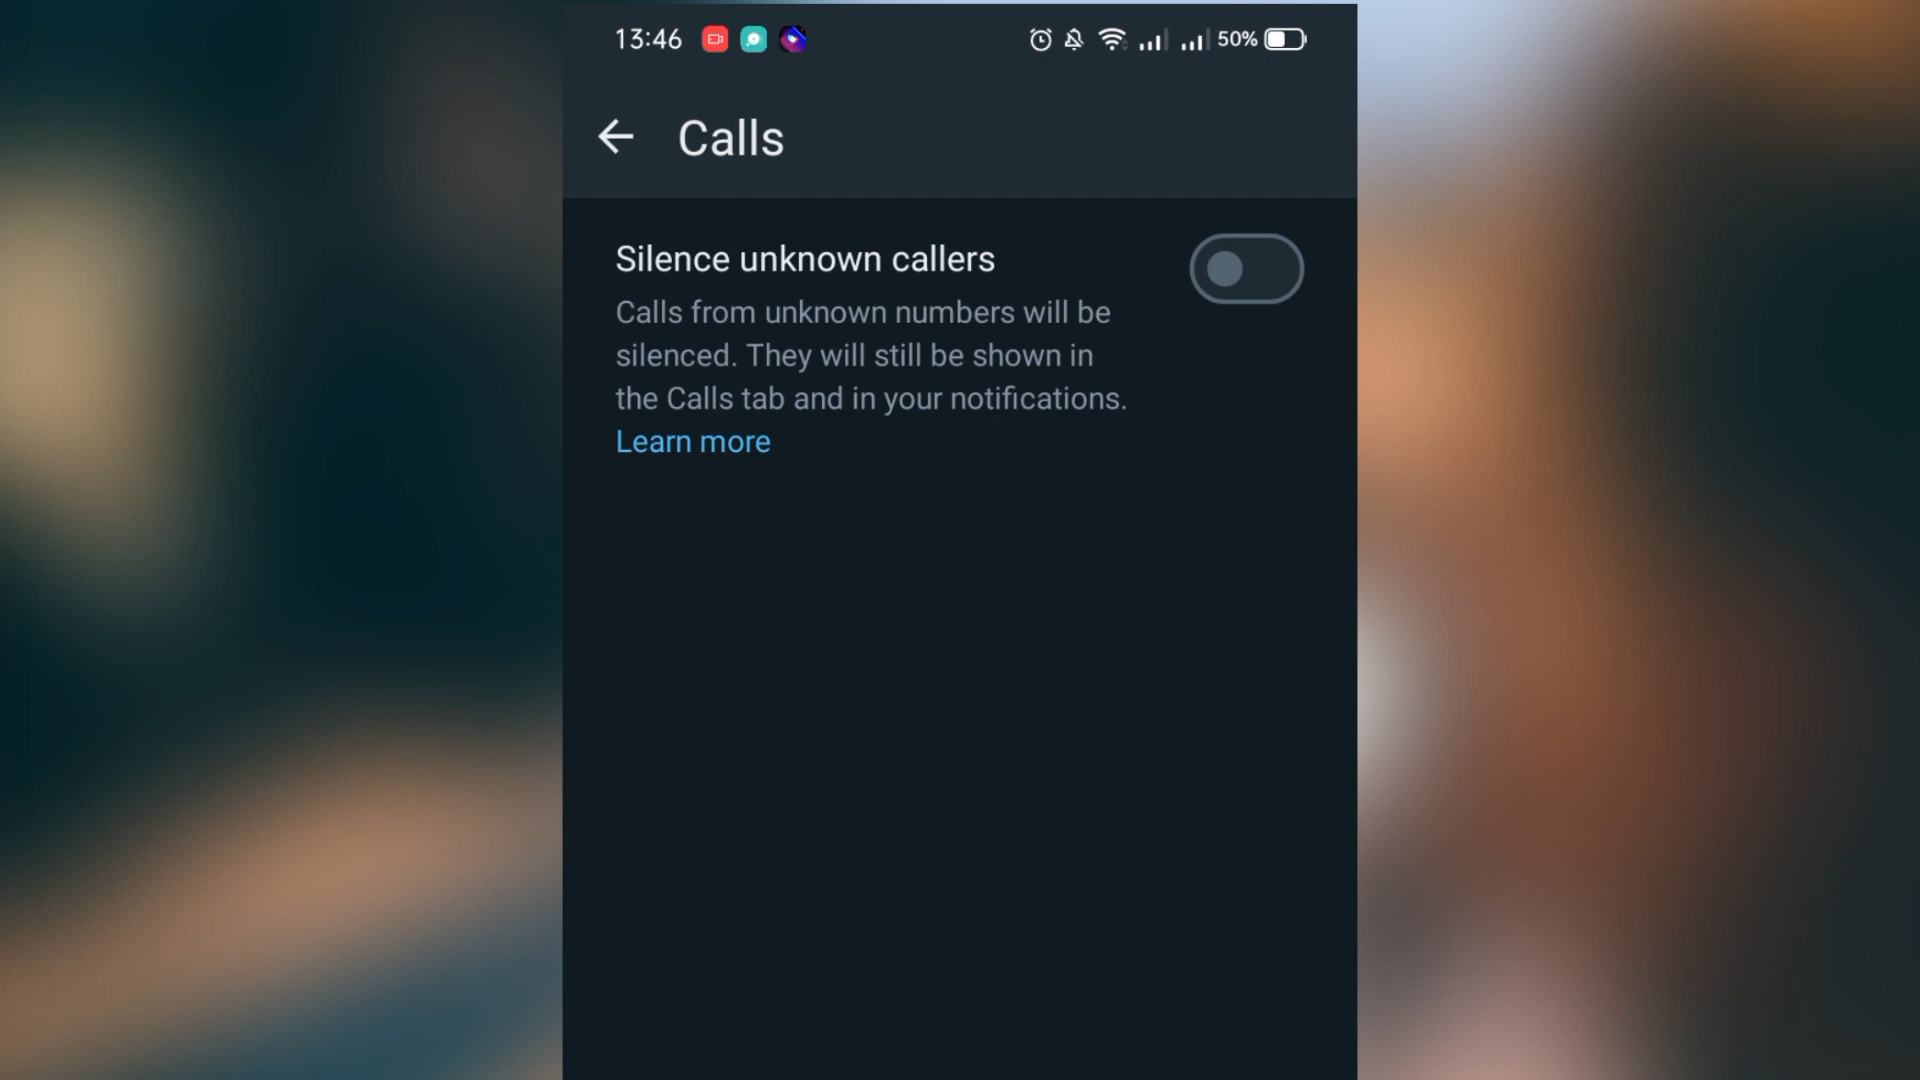 13:46 50%
Calls
Silence unknown callers
Calls from unknown numbers will be
silenced. They will still be shown in
the Calls tab and in your notifications.
Learn more